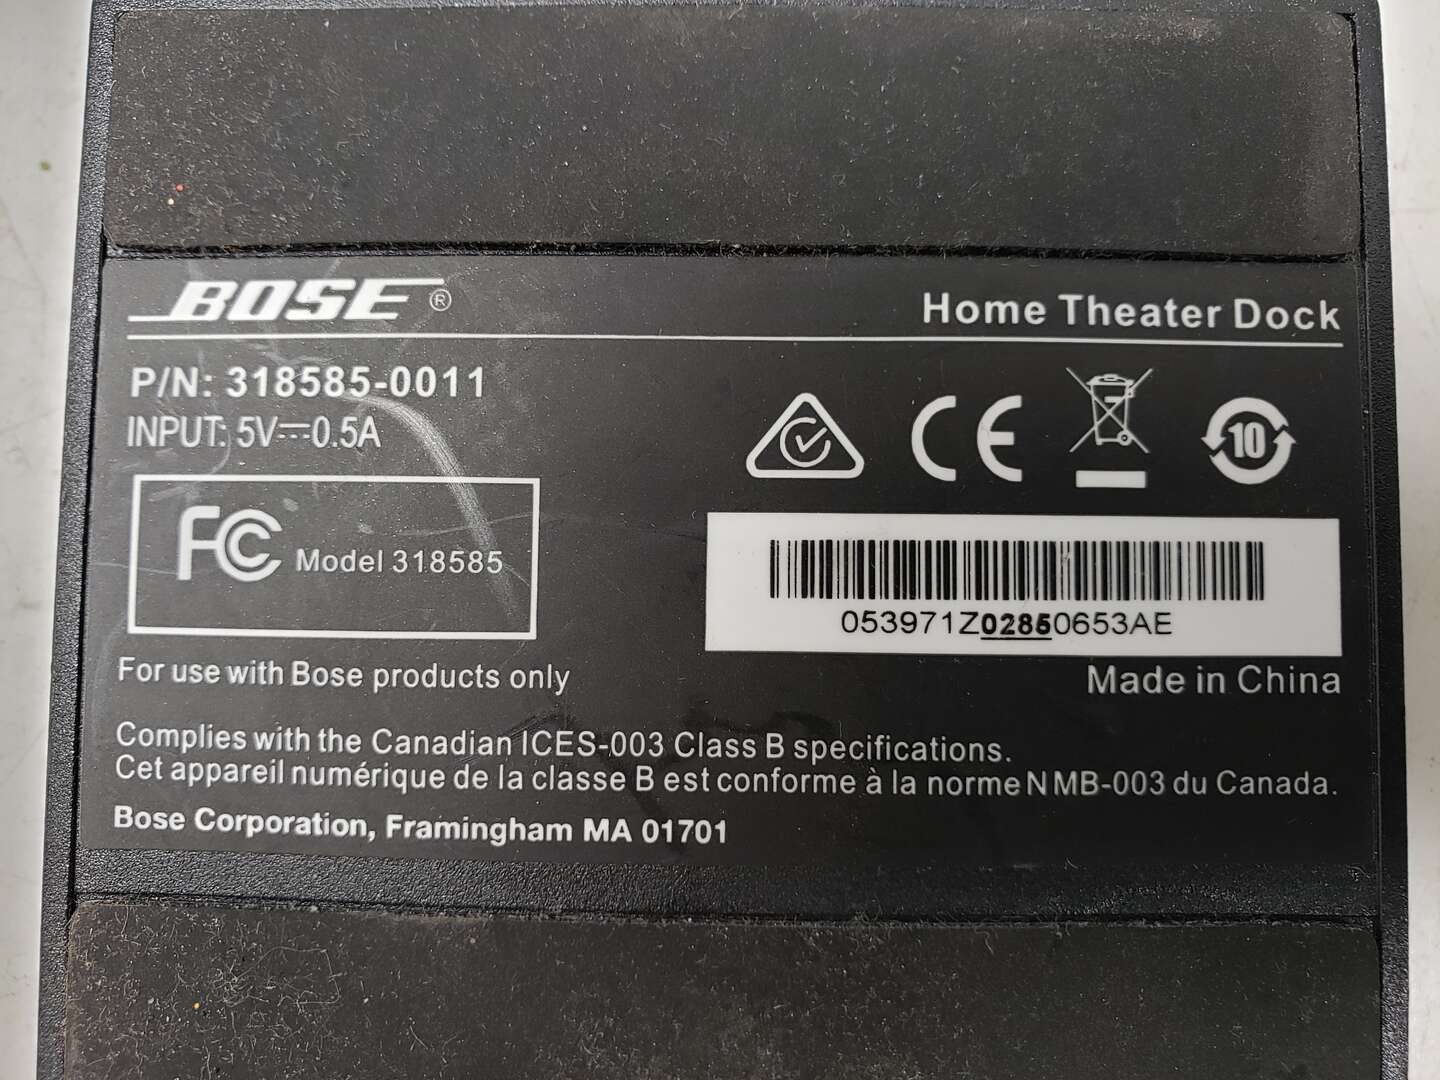 BOSE®
Home Theater Dock
P/N: 318585-0011
INPUT: 5V⎓0.5A
FC Model 318585
CE
10
053971Z02850653AE
For use with Bose products only
Made in China
Complies with the Canadian ICES-003 Class B specifications.
Cet appareil numérique de la classe B est conforme à la norme NMB-003 du Canada.
Bose Corporation, Framingham MA 01701